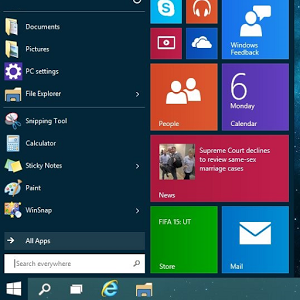 Documents
Pictures
PC settings
File Explorer
Snipping Tool
Calculator
Sticky Notes
Paint
WinSnap
All Apps
Search everywhere
Windows
Feedback
People
6
Monday
Calendar
Supreme Court declines
to review same-sex
marriage cases
News
FIFA 15: UT
Store
Mail